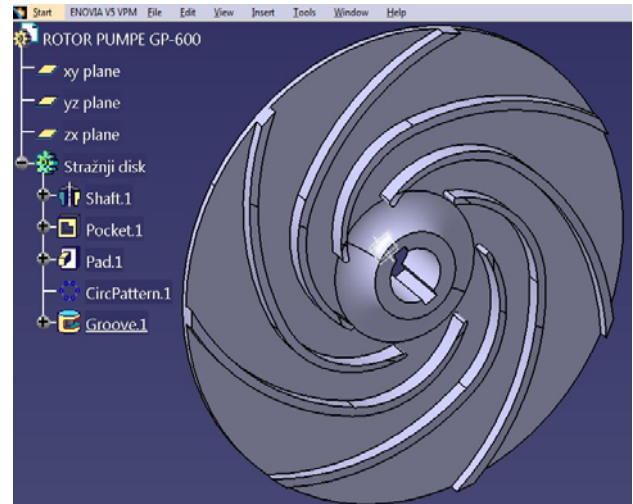 Start ENOVIA V5 VPM File Edit View Insert Tools Window Help
ROTOR PUMPE GP-600
xy plane
yz plane
zx plane
Stražnji disk
Shaft.1
Pocket.1
Pad.1
CircPattern.1
Groove.1